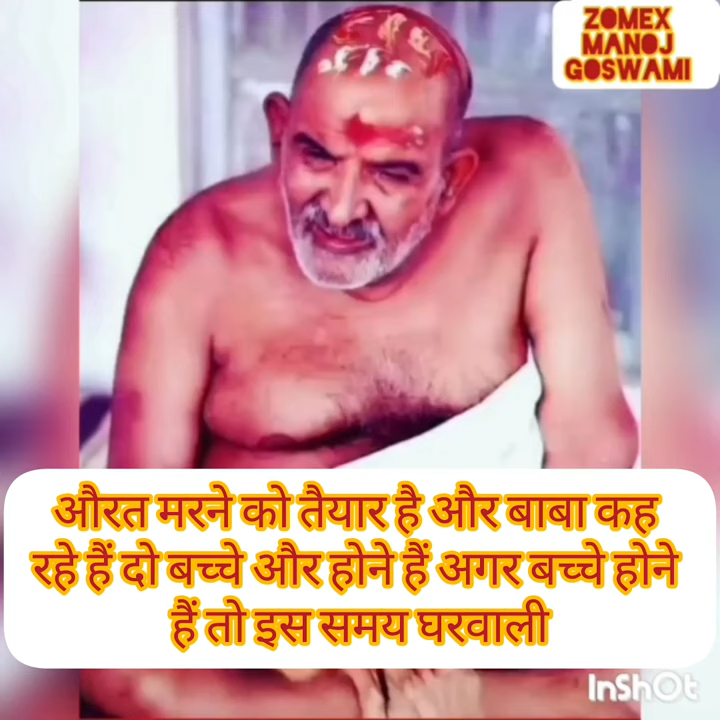 ZOMEX
MANOJ
GOSWAMI
औरत मरने को तैयार है और बाबा कह
रहे हैं दो बच्चे और होने हैं अगर बच्चे होने
हैं तो इस समय घरवाली
InShOt